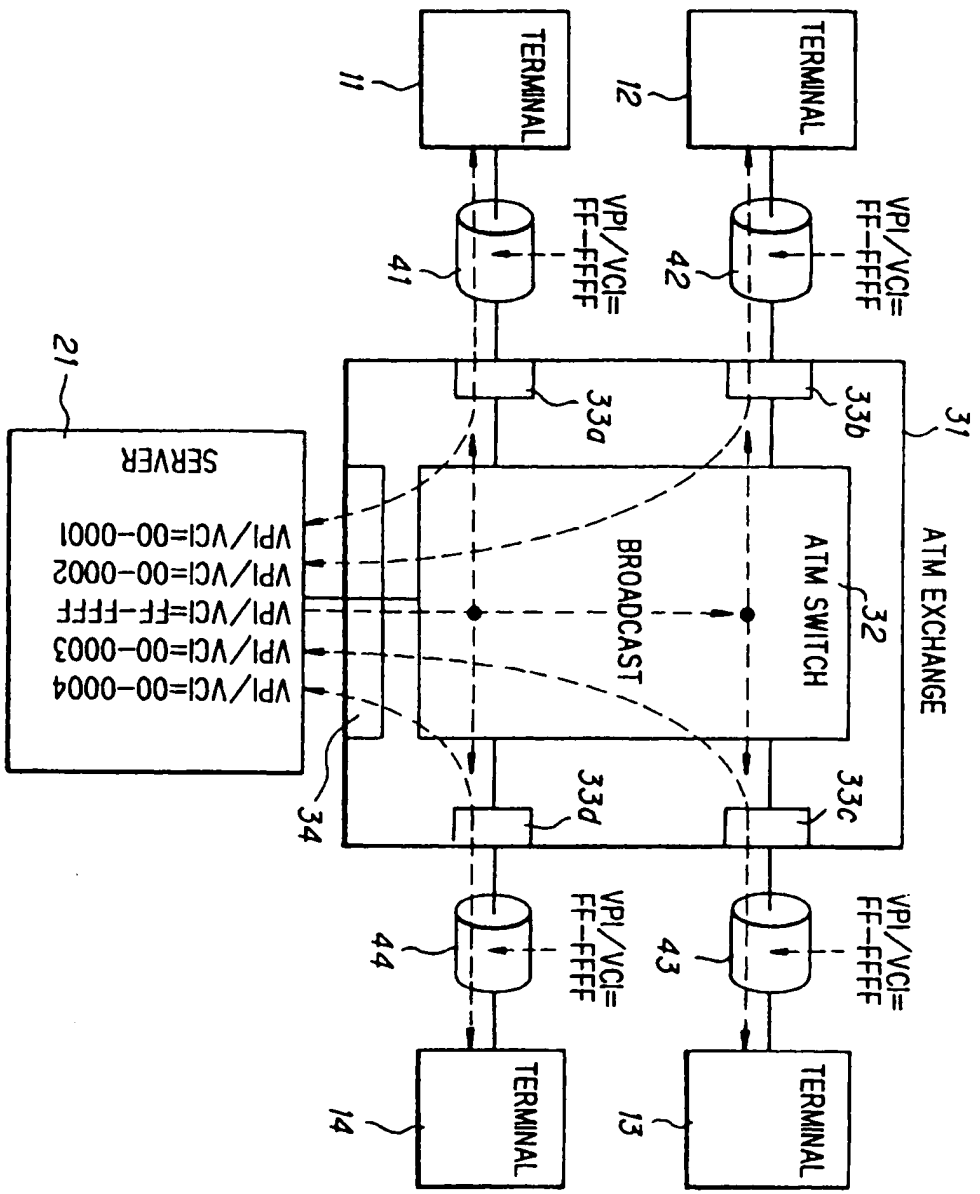 ATM EXCHANGE
31
ATM SWITCH
32
BROADCAST
33a
33b
33c
33d
34
TERMINAL
11
TERMINAL
12
TERMINAL
13
TERMINAL
14
VPI/VCI=
FF-FFFF
41
VPI/VCI=
FF-FFFF
42
VPI/VCI=
FF-FFFF
43
VPI/VCI=
FF-FFFF
44
21
SERVER
VPI/VCI=00-0001
VPI/VCI=00-0002
VPI/VCI=FF-FFFF
VPI/VCI=00-0003
VPI/VCI=00-0004